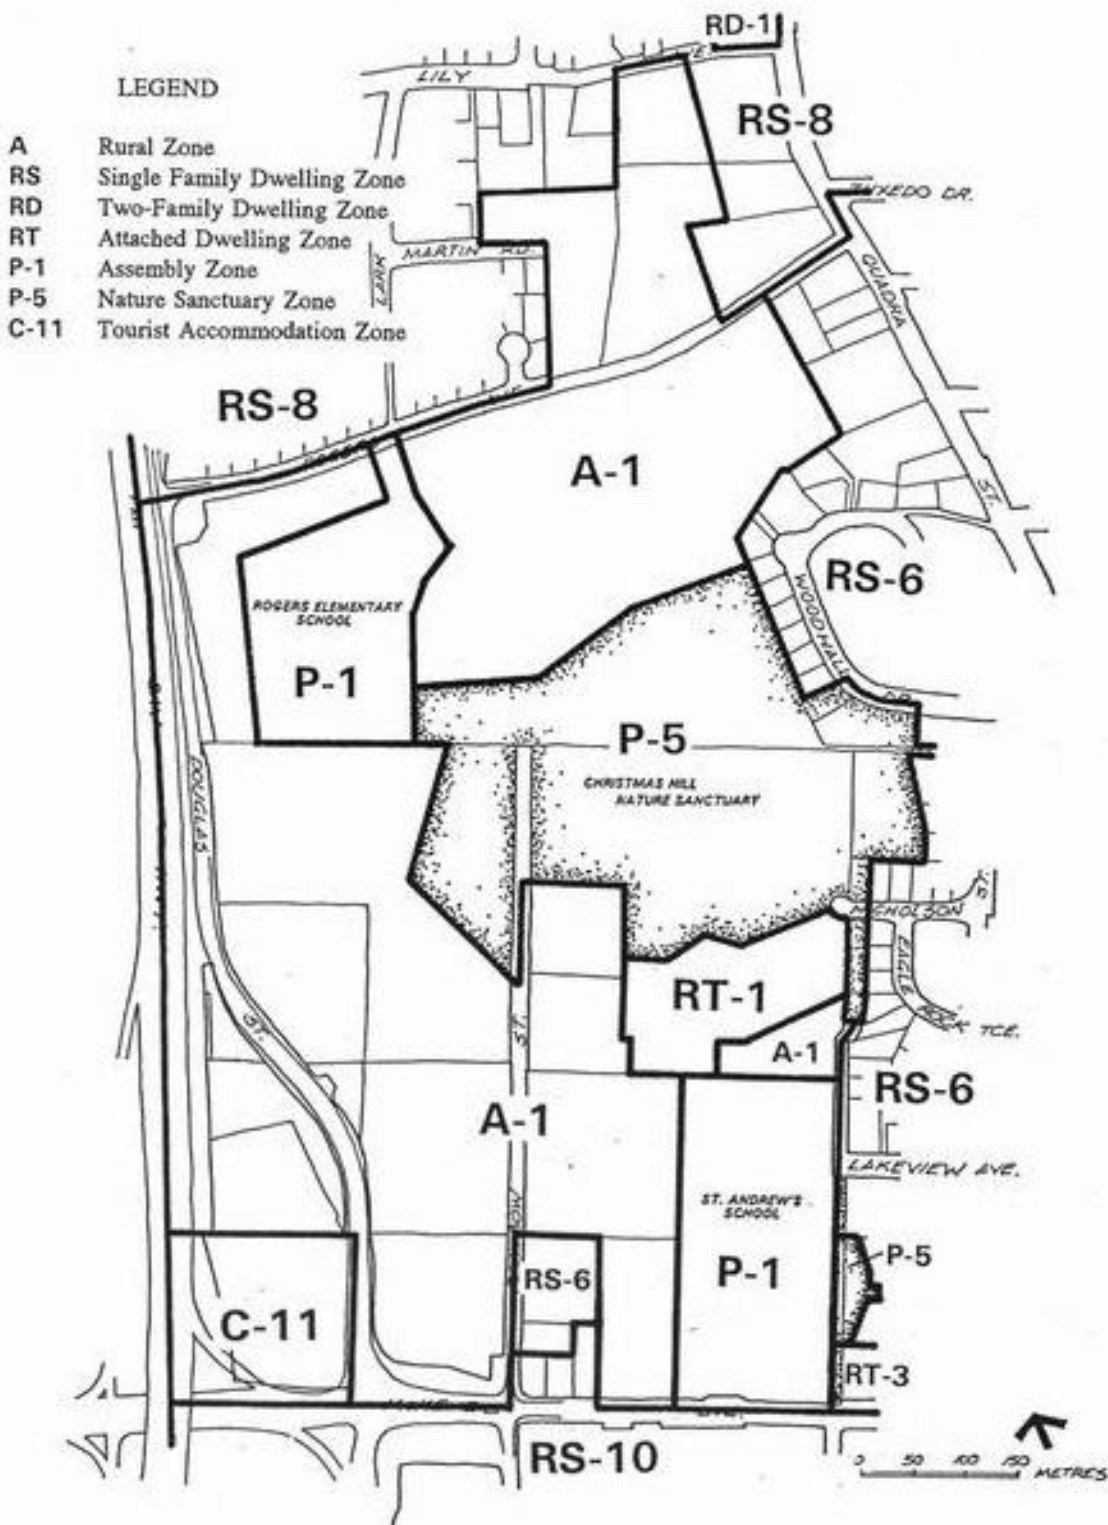 RD-1
LILY
E.
LEGEND
A Rural Zone
RS Single Family Dwelling Zone
RD Two-Family Dwelling Zone
RT Attached Dwelling Zone
P-1 Assembly Zone
P-5 Nature Sanctuary Zone
C-11 Tourist Accommodation Zone
RS-8
TUXEDO DR.
MARTIN RD.
LARK
QUADRA
ST.
RS-8
A-1
RS-6
WOODHALL
DR.
ROGERS ELEMENTARY
SCHOOL
P-1
P-5
CHRISTMAS HILL
NATURE SANCTUARY
DOUGLAS
ST.
NICHOLSON
ST.
EAGLE
ROCK TCE.
RT-1
A-1
ST.
RS-6
A-1
LAKEVIEW AVE.
ST. ANDREW'S
SCHOOL
P-1
P-5
RS-6
C-11
RT-3
RS-10
0 50 100 150
METRES